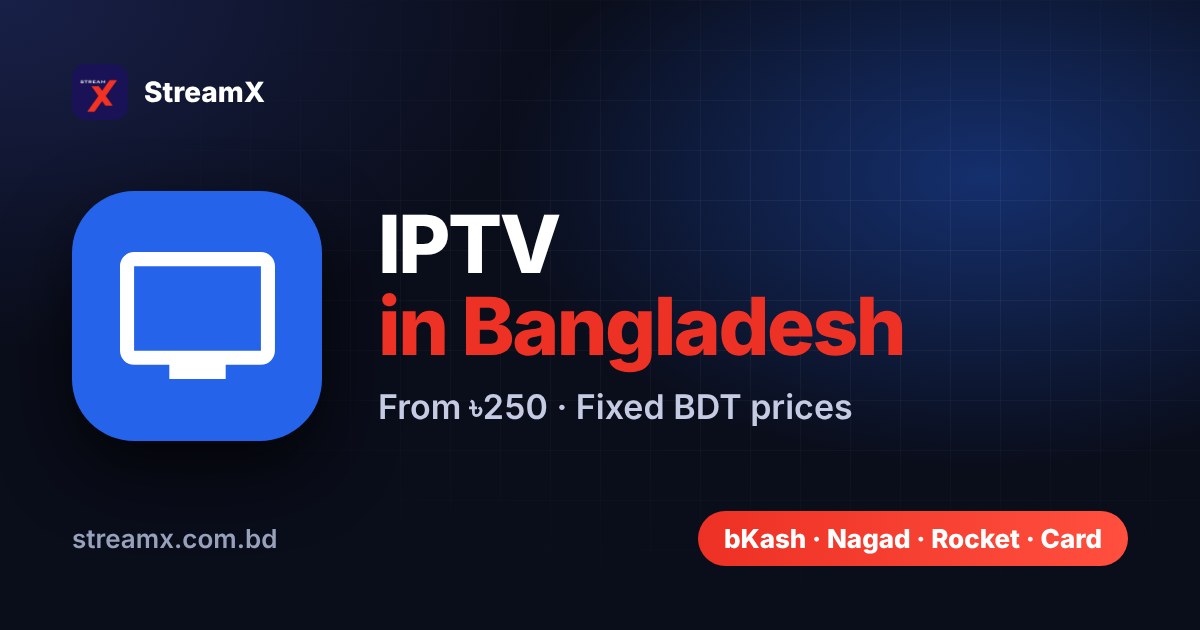 STREAM X
StreamX
IPTV
in Bangladesh
From ৳250 · Fixed BDT prices
streamx.com.bd
bKash · Nagad · Rocket · Card